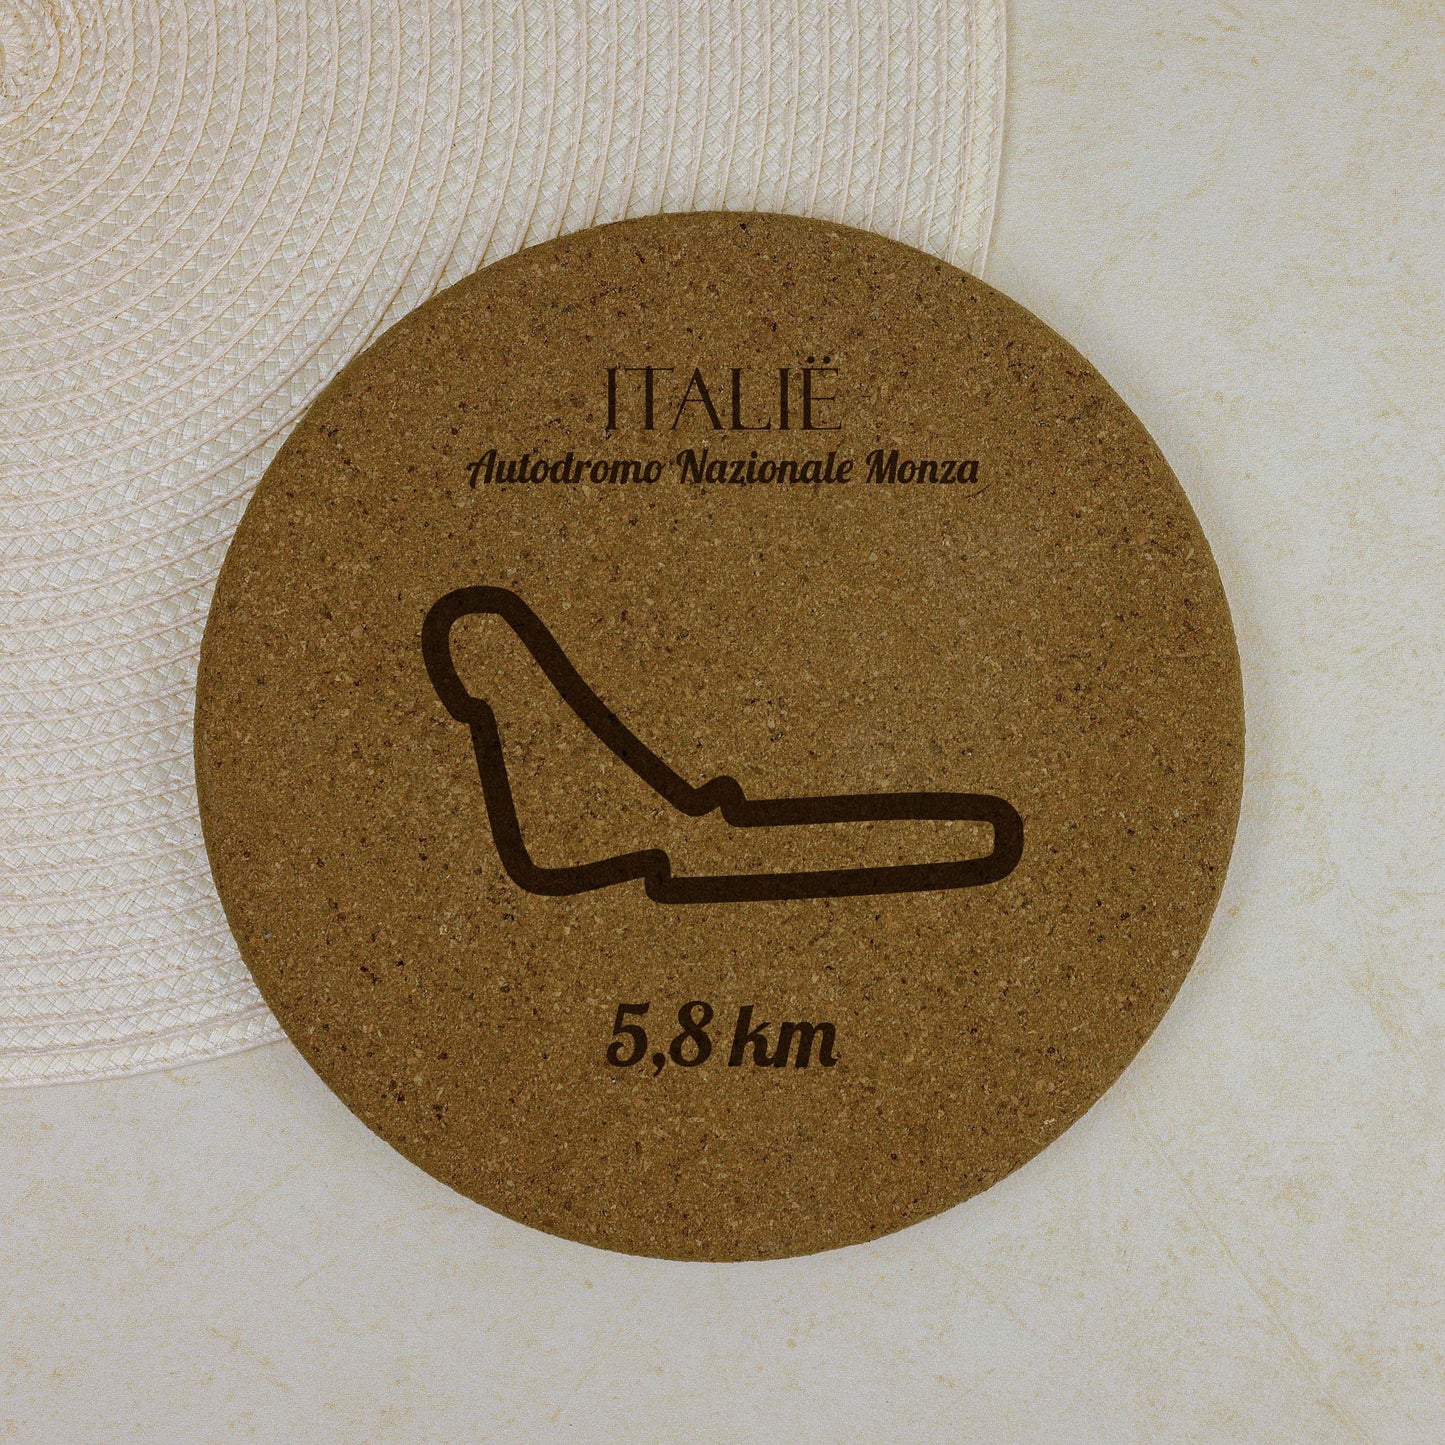 ITALIË
Autodromo Nazionale Monza
5,8 km